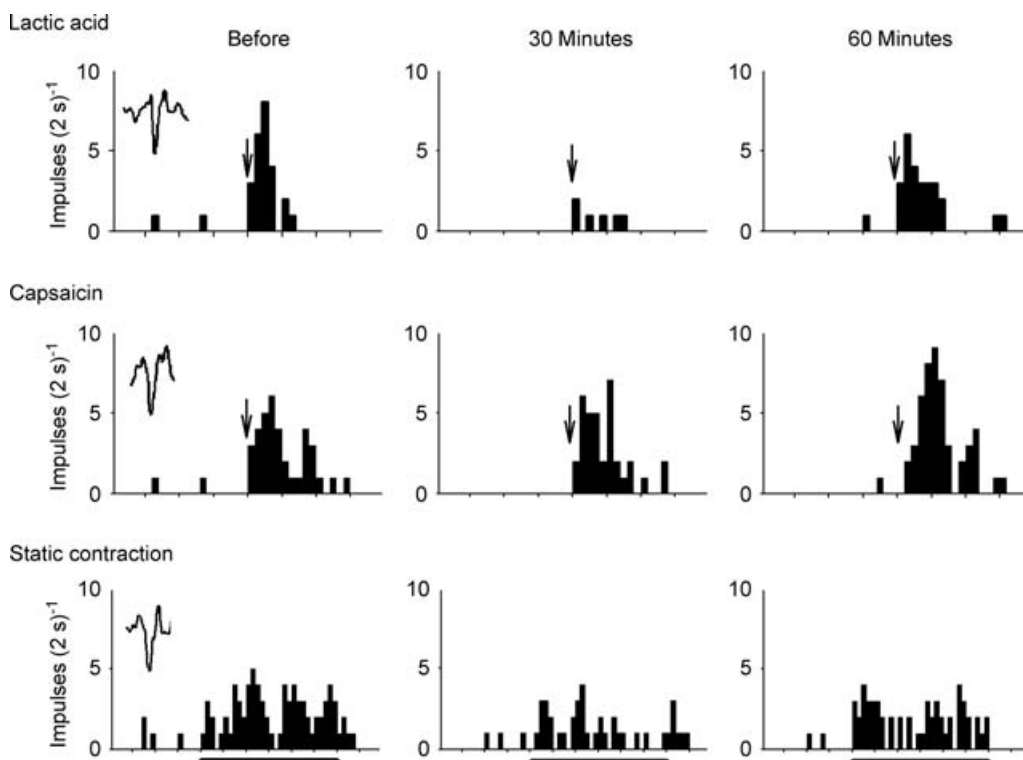 Lactic acid
Before 30 Minutes 60 Minutes
Impulses (2 s)⁻¹
10 10 10
5 5 5
0 0 0
Capsaicin
Impulses (2 s)⁻¹
10 10 10
5 5 5
0 0 0
Static contraction
Impulses (2 s)⁻¹
10 10 10
5 5 5
0 0 0